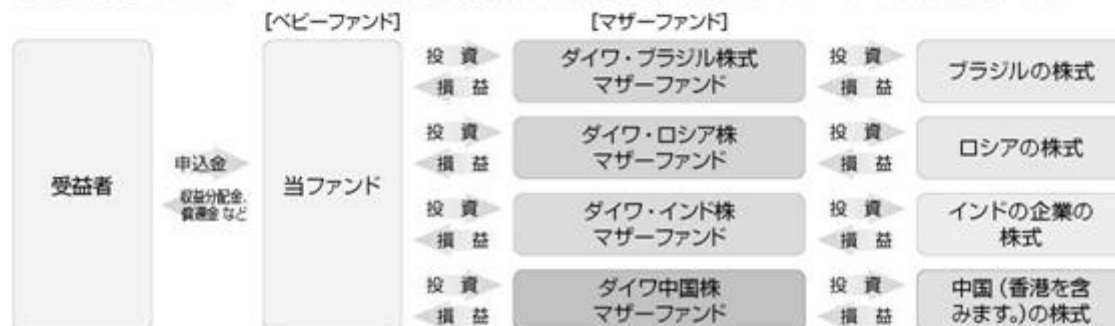 [ベビーファンド]
[マザーファンド]
受益者
申込金
収益分配金、
償還金 など
当ファンド
投 資
損 益
ダイワ・ブラジル株式
マザーファンド
投 資
損 益
ブラジルの株式
投 資
損 益
ダイワ・ロシア株
マザーファンド
投 資
損 益
ロシアの株式
投 資
損 益
ダイワ・インド株
マザーファンド
投 資
損 益
インドの企業の
株式
投 資
損 益
ダイワ中国株
マザーファンド
投 資
損 益
中国(香港を含
みます。)の株式